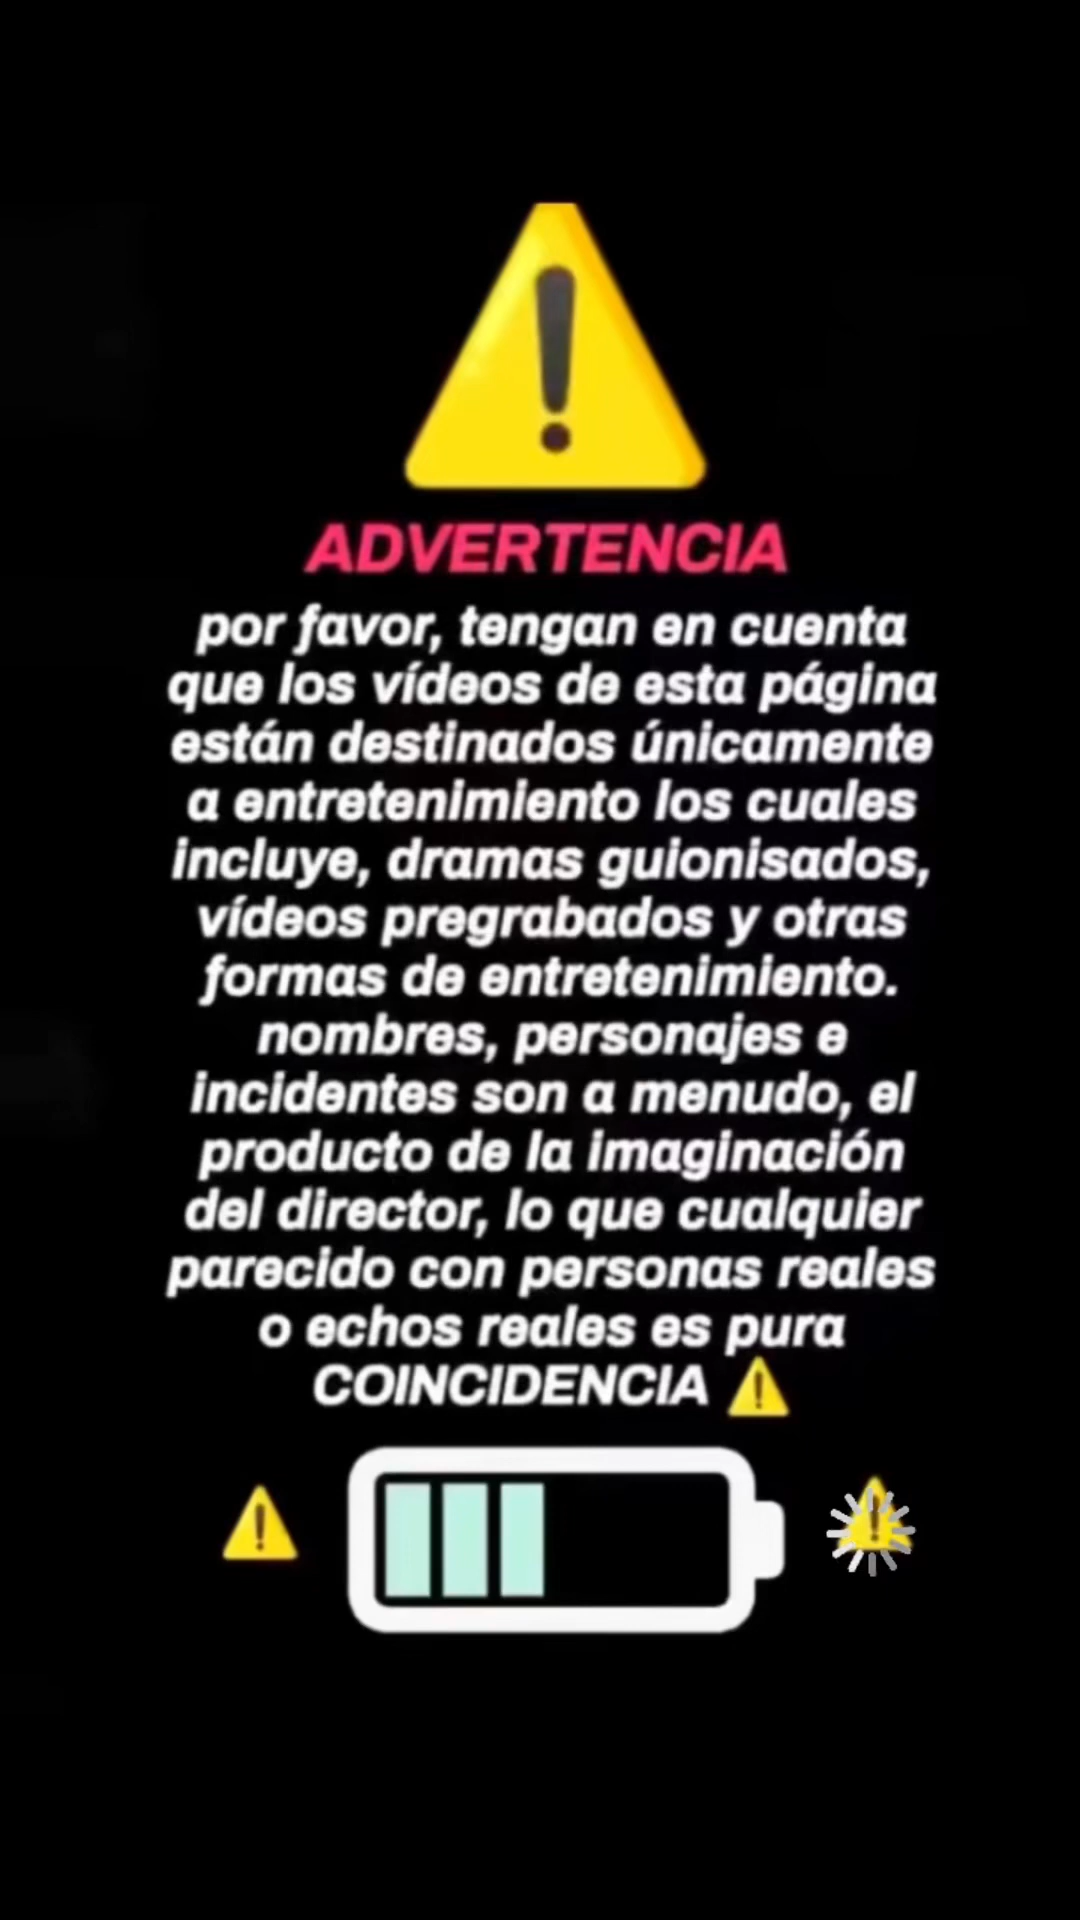 ADVERTENCIA
por favor, tengan en cuenta
que los vídeos de esta página
están destinados únicamente
a entretenimiento los cuales
incluye, dramas guionisados,
vídeos pregrabados y otras
formas de entretenimiento.
nombres, personajes e
incidentes son a menudo, el
producto de la imaginación
del director, lo que cualquier
parecido con personas reales
o echos reales es pura
COINCIDENCIA ⚠️